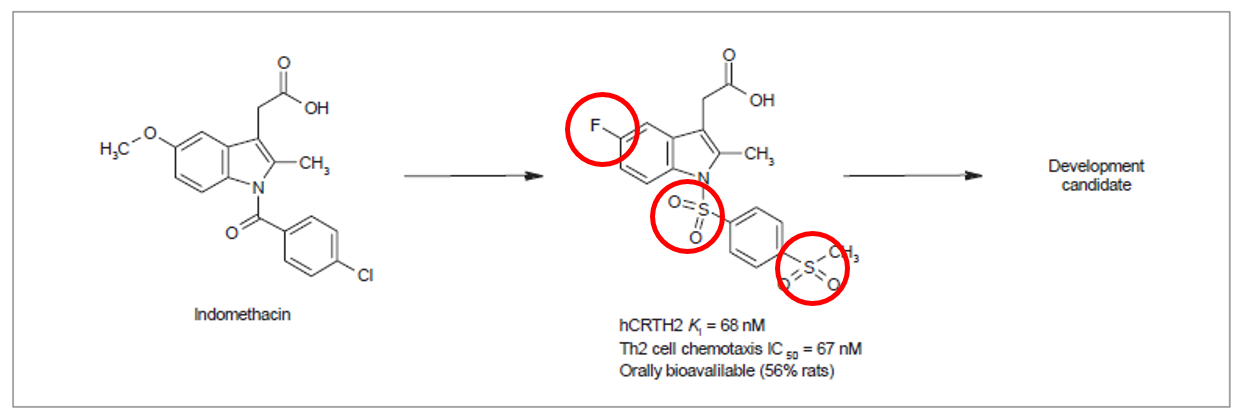 O
OH
O
H3C
CH3
N
O
Cl
Indomethacin
O
OH
F
CH3
N
O
S
O
CH3
S
O
O
hCRTH2 Ki = 68 nM
Th2 cell chemotaxis IC50 = 67 nM
Orally bioavalilable (56% rats)
Development
candidate